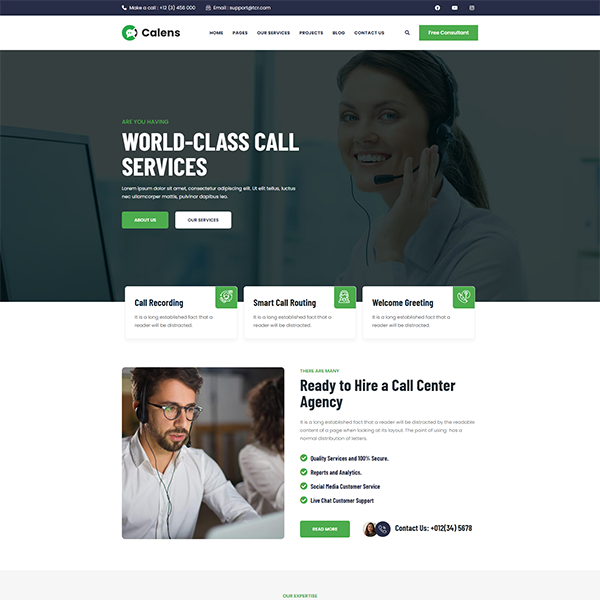 Make a call : +12 (3) 456 000
Email : support@tcr.com
Calens
HOME PAGES OUR SERVICES PROJECTS BLOG CONTACT US
Free Consultant
ARE YOU HAVING
WORLD-CLASS CALL
SERVICES
Lorem ipsum dolor sit amet, consectetur adipiscing elit. Ut elit tellus, luctus
nec ullamcorper mattis, pulvinar dapibus leo.
ABOUT US
OUR SERVICES
Call Recording
It is a long established fact that a
reader will be distracted.
Smart Call Routing
It is a long established fact that a
reader will be distracted.
Welcome Greeting
It is a long established fact that a
reader will be distracted.
THERE ARE MANY
Ready to Hire a Call Center
Agency
It is a long established fact that a reader will be distracted by the readable
content of a page when looking at its layout. The point of using has a
normal distribution of letters.
Quality Services and 100% Secure.
Reports and Analytics.
Social Media Customer Service
Live Chat Customer Support
READ MORE
Contact Us: +012(34) 5678
OUR EXPERTISE